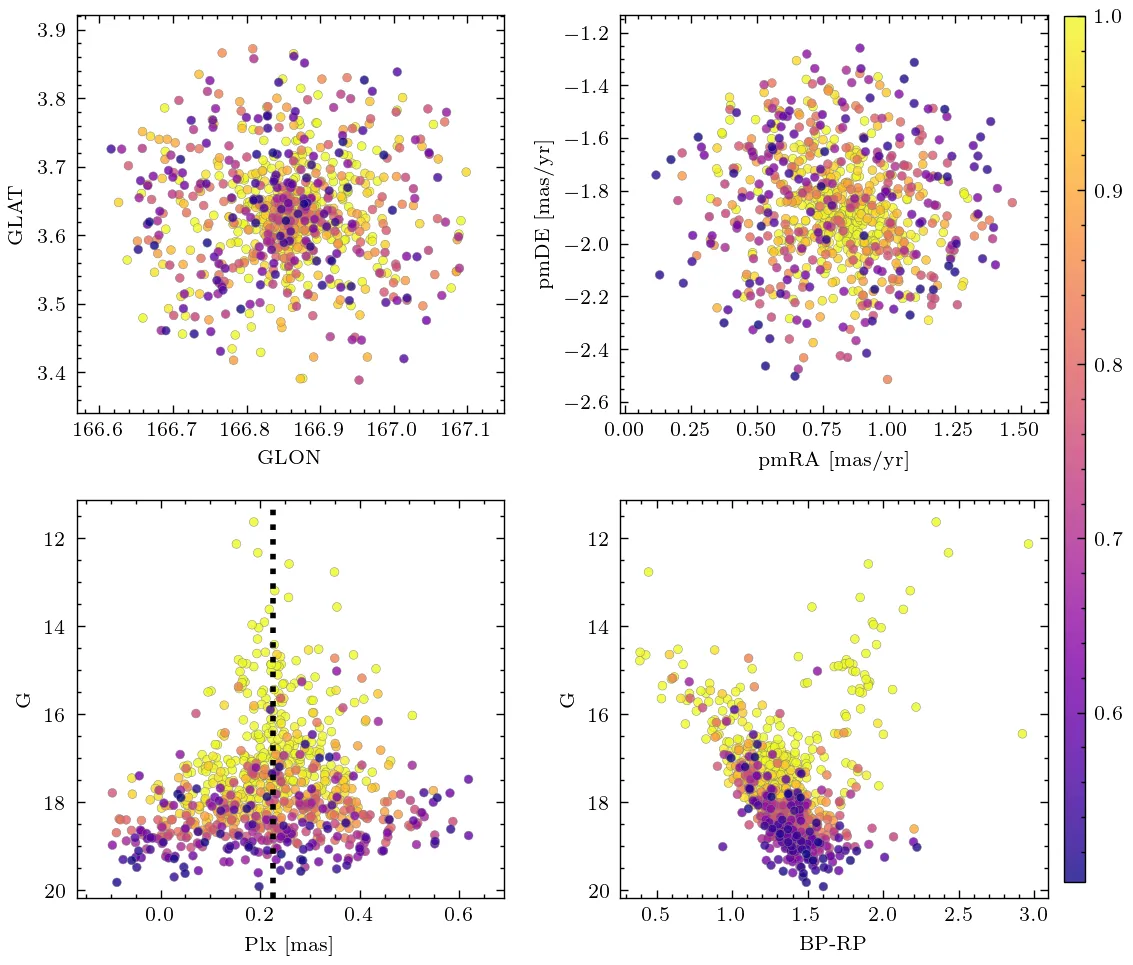 3.9
3.8
3.7
3.6
3.5
3.4
GLAT
166.6 166.7 166.8 166.9 167.0 167.1
GLON
−1.2
−1.4
−1.6
−1.8
−2.0
−2.2
−2.4
−2.6
pmDE [mas/yr]
0.00 0.25 0.50 0.75 1.00 1.25 1.50
pmRA [mas/yr]
1.0
0.9
0.8
0.7
0.6
12
14
16
18
20
G
0.0 0.2 0.4 0.6
Plx [mas]
12
14
16
18
20
G
0.5 1.0 1.5 2.0 2.5 3.0
BP-RP